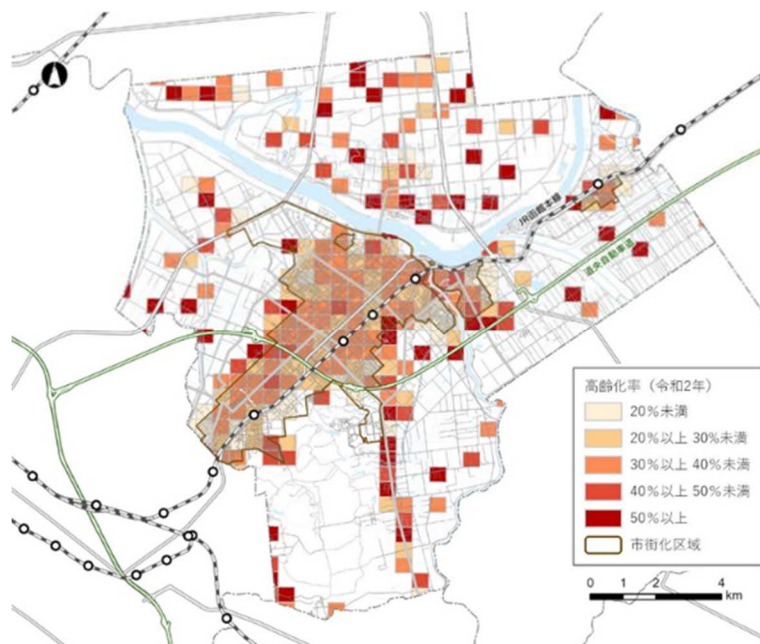 JR函館本線
道央自動車道
高齢化率（令和2年）
20％未満
20％以上 30％未満
30％以上 40％未満
40％以上 50％未満
50％以上
市街化区域
0 1 2 4
km